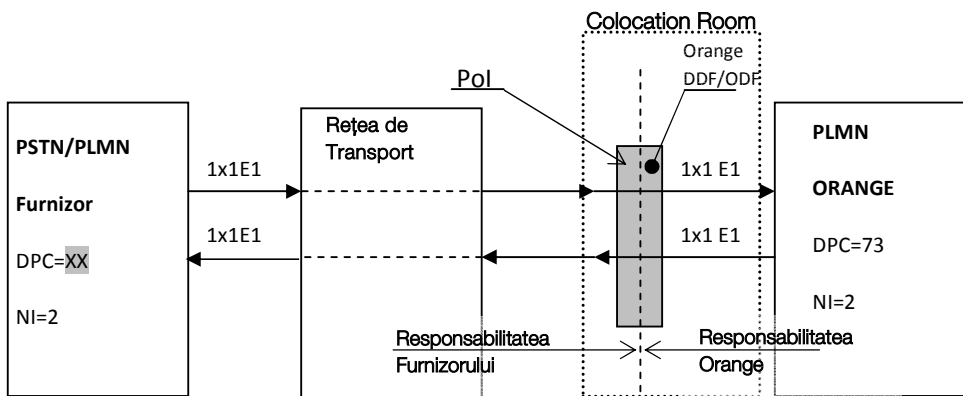 Colocation Room
Orange
DDF/ODF
PoI
PSTN/PLMN
Furnizor
DPC=XX
NI=2
1x1E1
1x1E1
Reţea de
Transport
1x1 E1
1x1 E1
PLMN
ORANGE
DPC=73
NI=2
Responsabilitatea
Furnizorului
Responsabilitatea
Orange